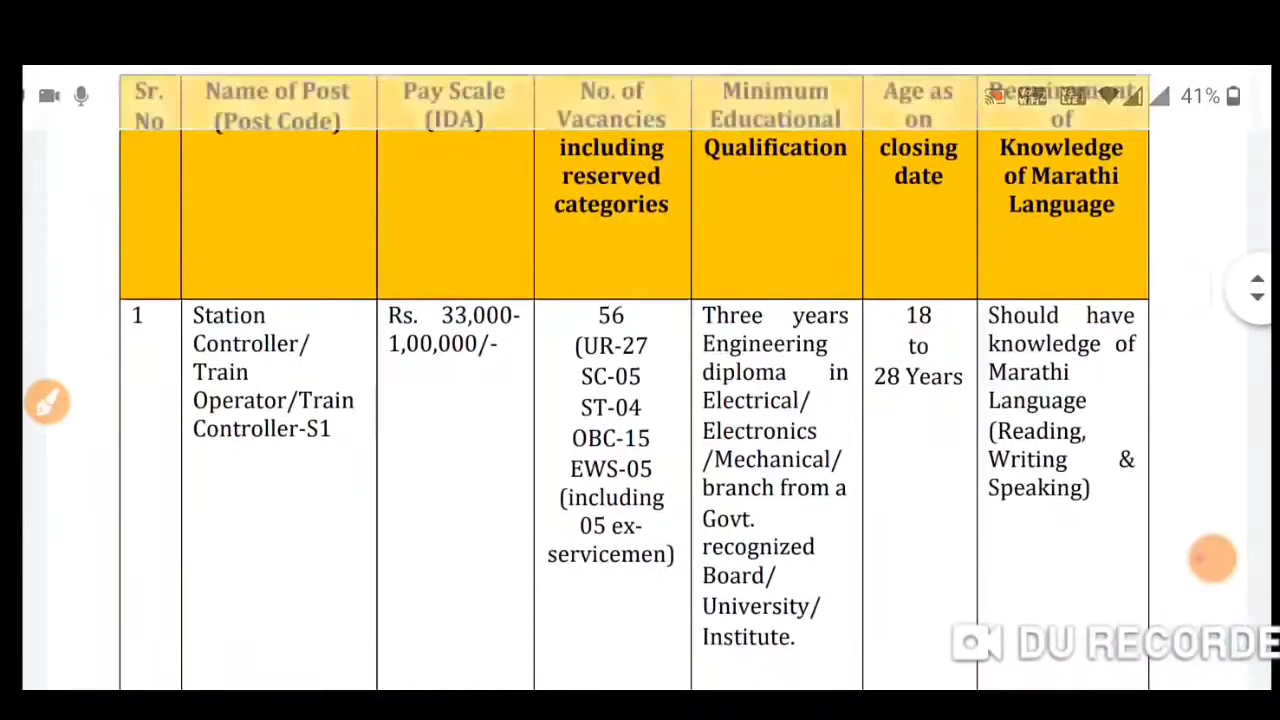 41%
Sr.
No
Name of Post
(Post Code)
Pay Scale
(IDA)
No. of
Vacancies
including
reserved
categories
Minimum
Educational
Qualification
Age as
on
closing
date
Requirement
of
Knowledge
of Marathi
Language
1
Station
Controller/
Train
Operator/Train
Controller-S1
Rs. 33,000-
1,00,000/-
56
(UR-27
SC-05
ST-04
OBC-15
EWS-05
(including
05 ex-
servicemen)
Three years
Engineering
diploma in
Electrical/
Electronics
/Mechanical/
branch from a
Govt.
recognized
Board/
University/
Institute.
18
to
28 Years
Should have
knowledge of
Marathi
Language
(Reading,
Writing &
Speaking)
DU RECORDE